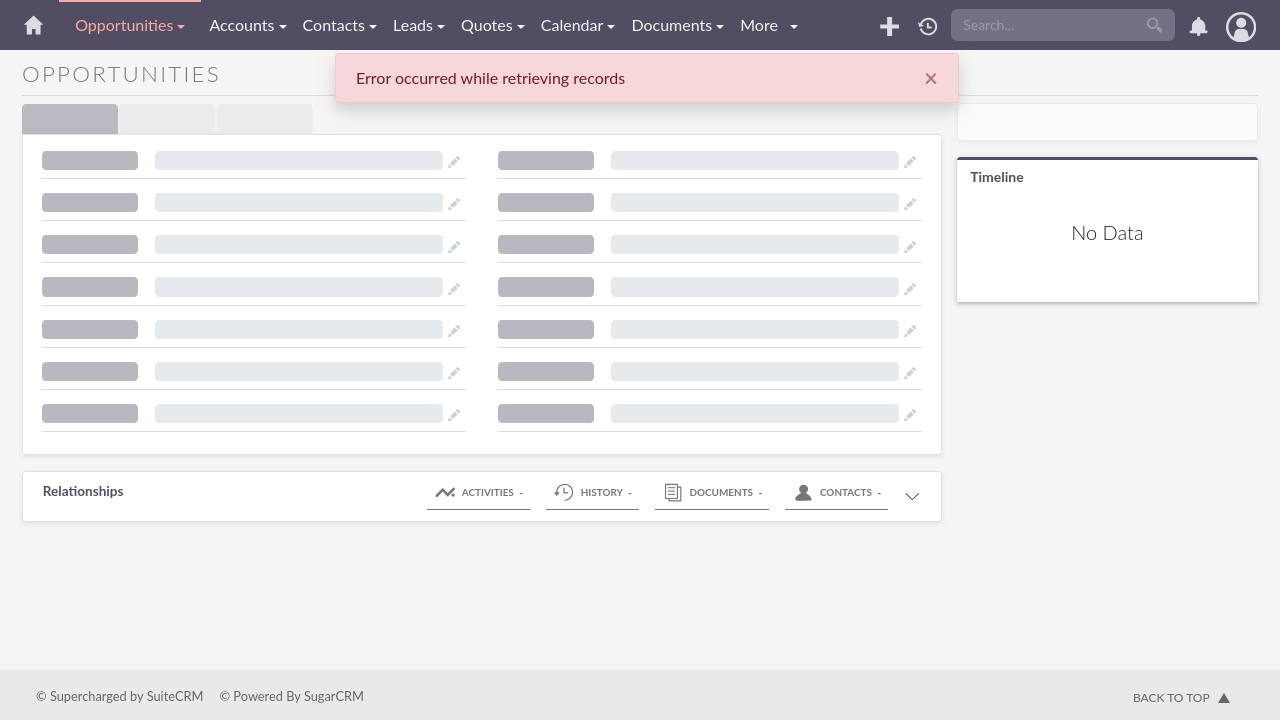 Opportunities Accounts Contacts Leads Quotes Calendar Documents More Search...
OPPORTUNITIES
Error occurred while retrieving records ×
Timeline
No Data
Relationships ACTIVITIES - HISTORY - DOCUMENTS - CONTACTS -
© Supercharged by SuiteCRM © Powered By SugarCRM BACK TO TOP